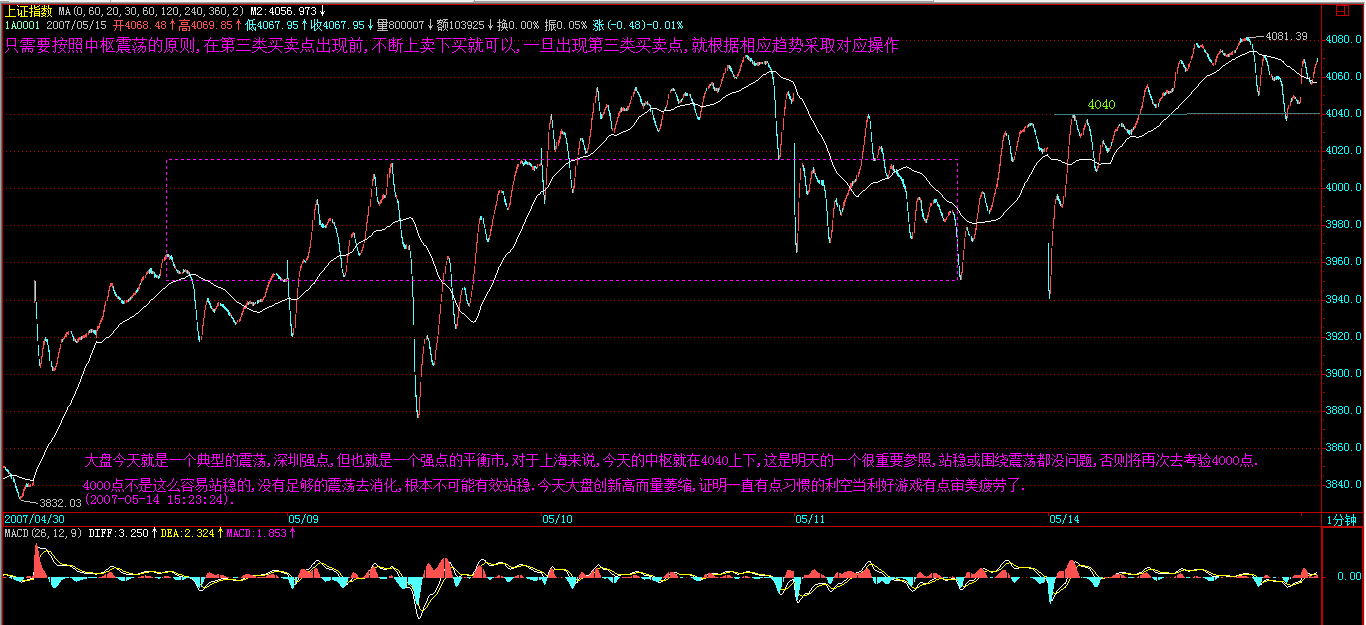 上证指数 MA(0,60,20,30,60,120,240,360,2) M2:4056.973↓
1A0001 2007/05/15 开4068.48↑高4069.85↑低4067.95↓收4067.95↓量800007↓额103925↓换0.00% 振0.05% 涨(-0.48)-0.01%
只需要按照中枢震荡的原则,在第三类买卖点出现前,不断上卖下买就可以,一旦出现第三类买卖点,就根据相应趋势采取对应操作
4081.39
4080.0
4060.0
4040
4040.0
4020.0
4000.0
3980.0
3960.0
3940.0
3920.0
3900.0
3880.0
3860.0
3840.0
大盘今天就是一个典型的震荡,深圳强点,但也就是一个强点的平衡市,对于上海来说,今天的中枢就在4040上下,这是明天的一个很重要参照,站稳或围绕震荡都没问题,否则将再次去考验4000点.
4000点不是这么容易站稳的,没有足够的震荡去消化,根本不可能有效站稳.今天大盘创新高而量萎缩,证明一直有点习惯的利空当利好游戏有点审美疲劳了.
3832.03
(2007-05-14 15:23:24).
2007/04/30 05/09 05/10 05/11 05/14 1分钟
MACD(26,12,9) DIFF:3.250↑DEA:2.324↑MACD:1.853↑
0.00